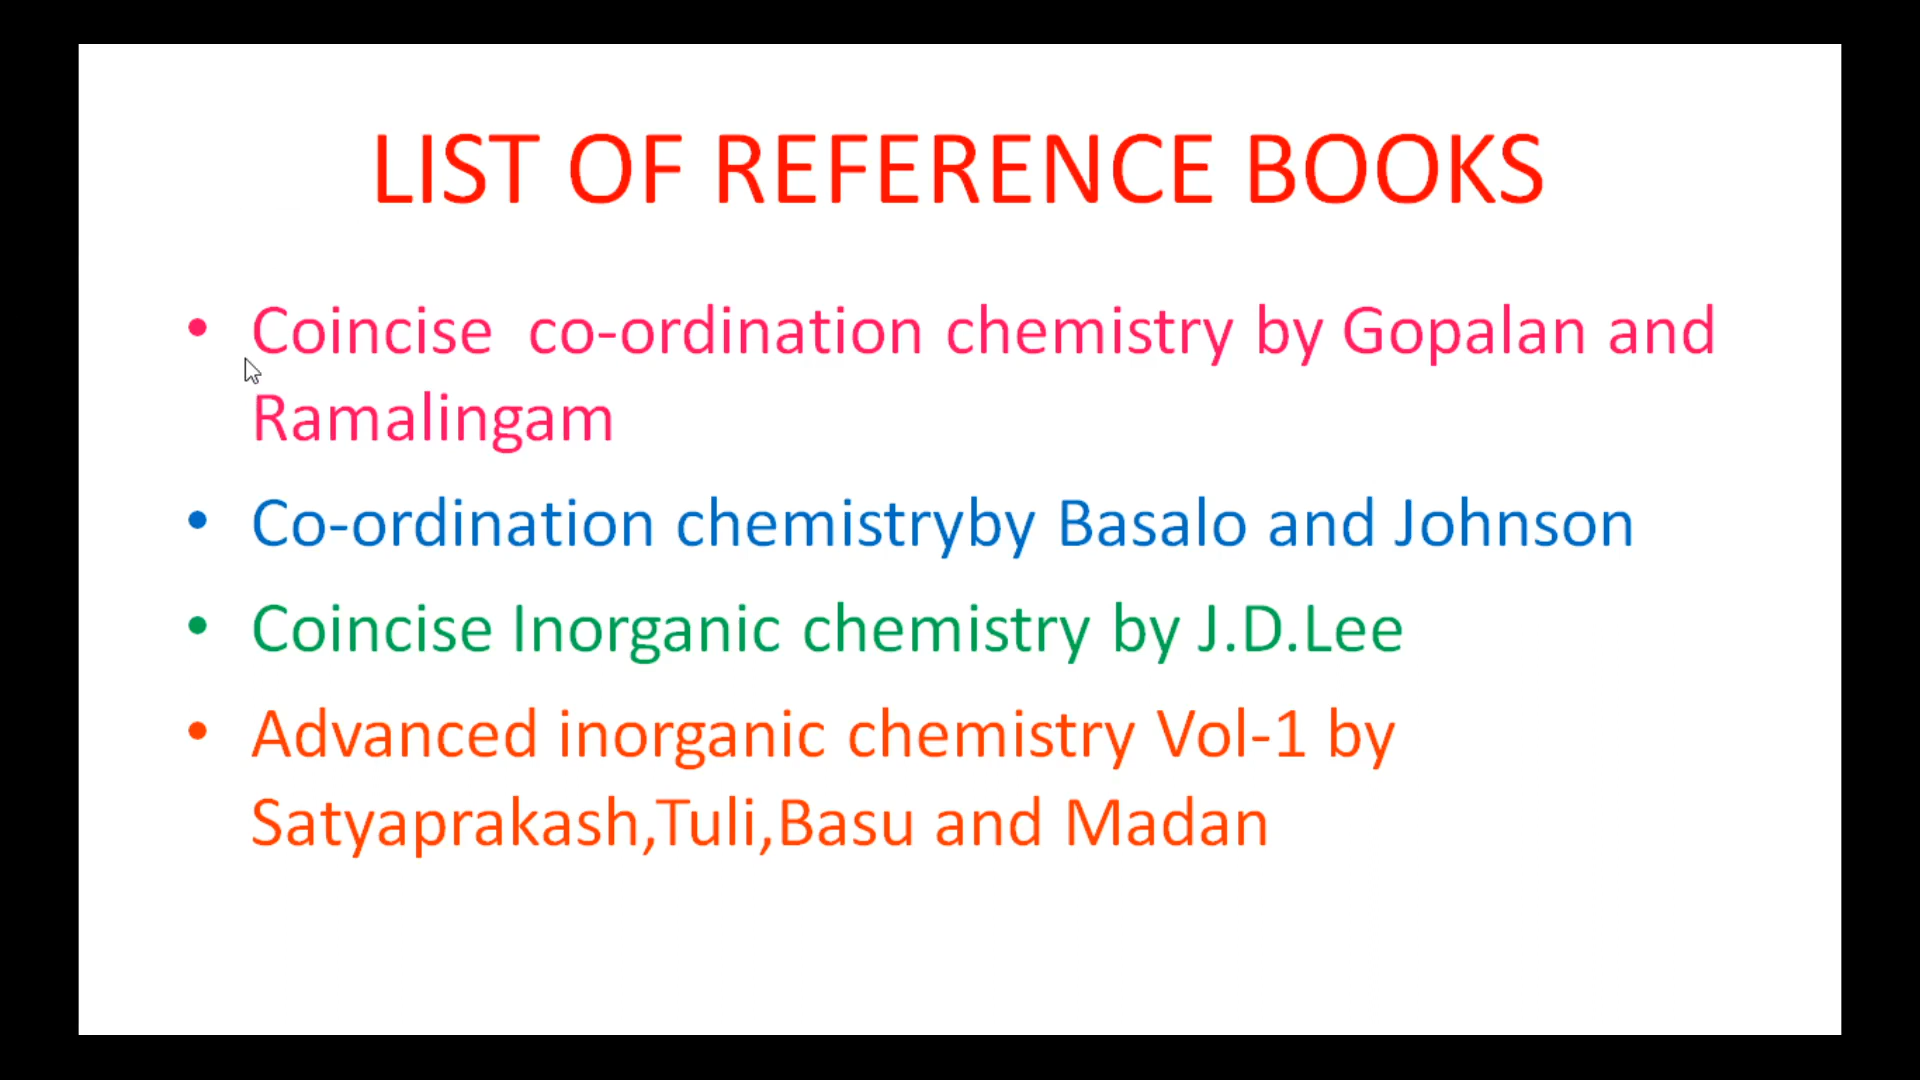 LIST OF REFERENCE BOOKS
• Coincise co-ordination chemistry by Gopalan and
Ramalingam
• Co-ordination chemistryby Basalo and Johnson
• Coincise Inorganic chemistry by J.D.Lee
• Advanced inorganic chemistry Vol-1 by
Satyaprakash,Tuli,Basu and Madan